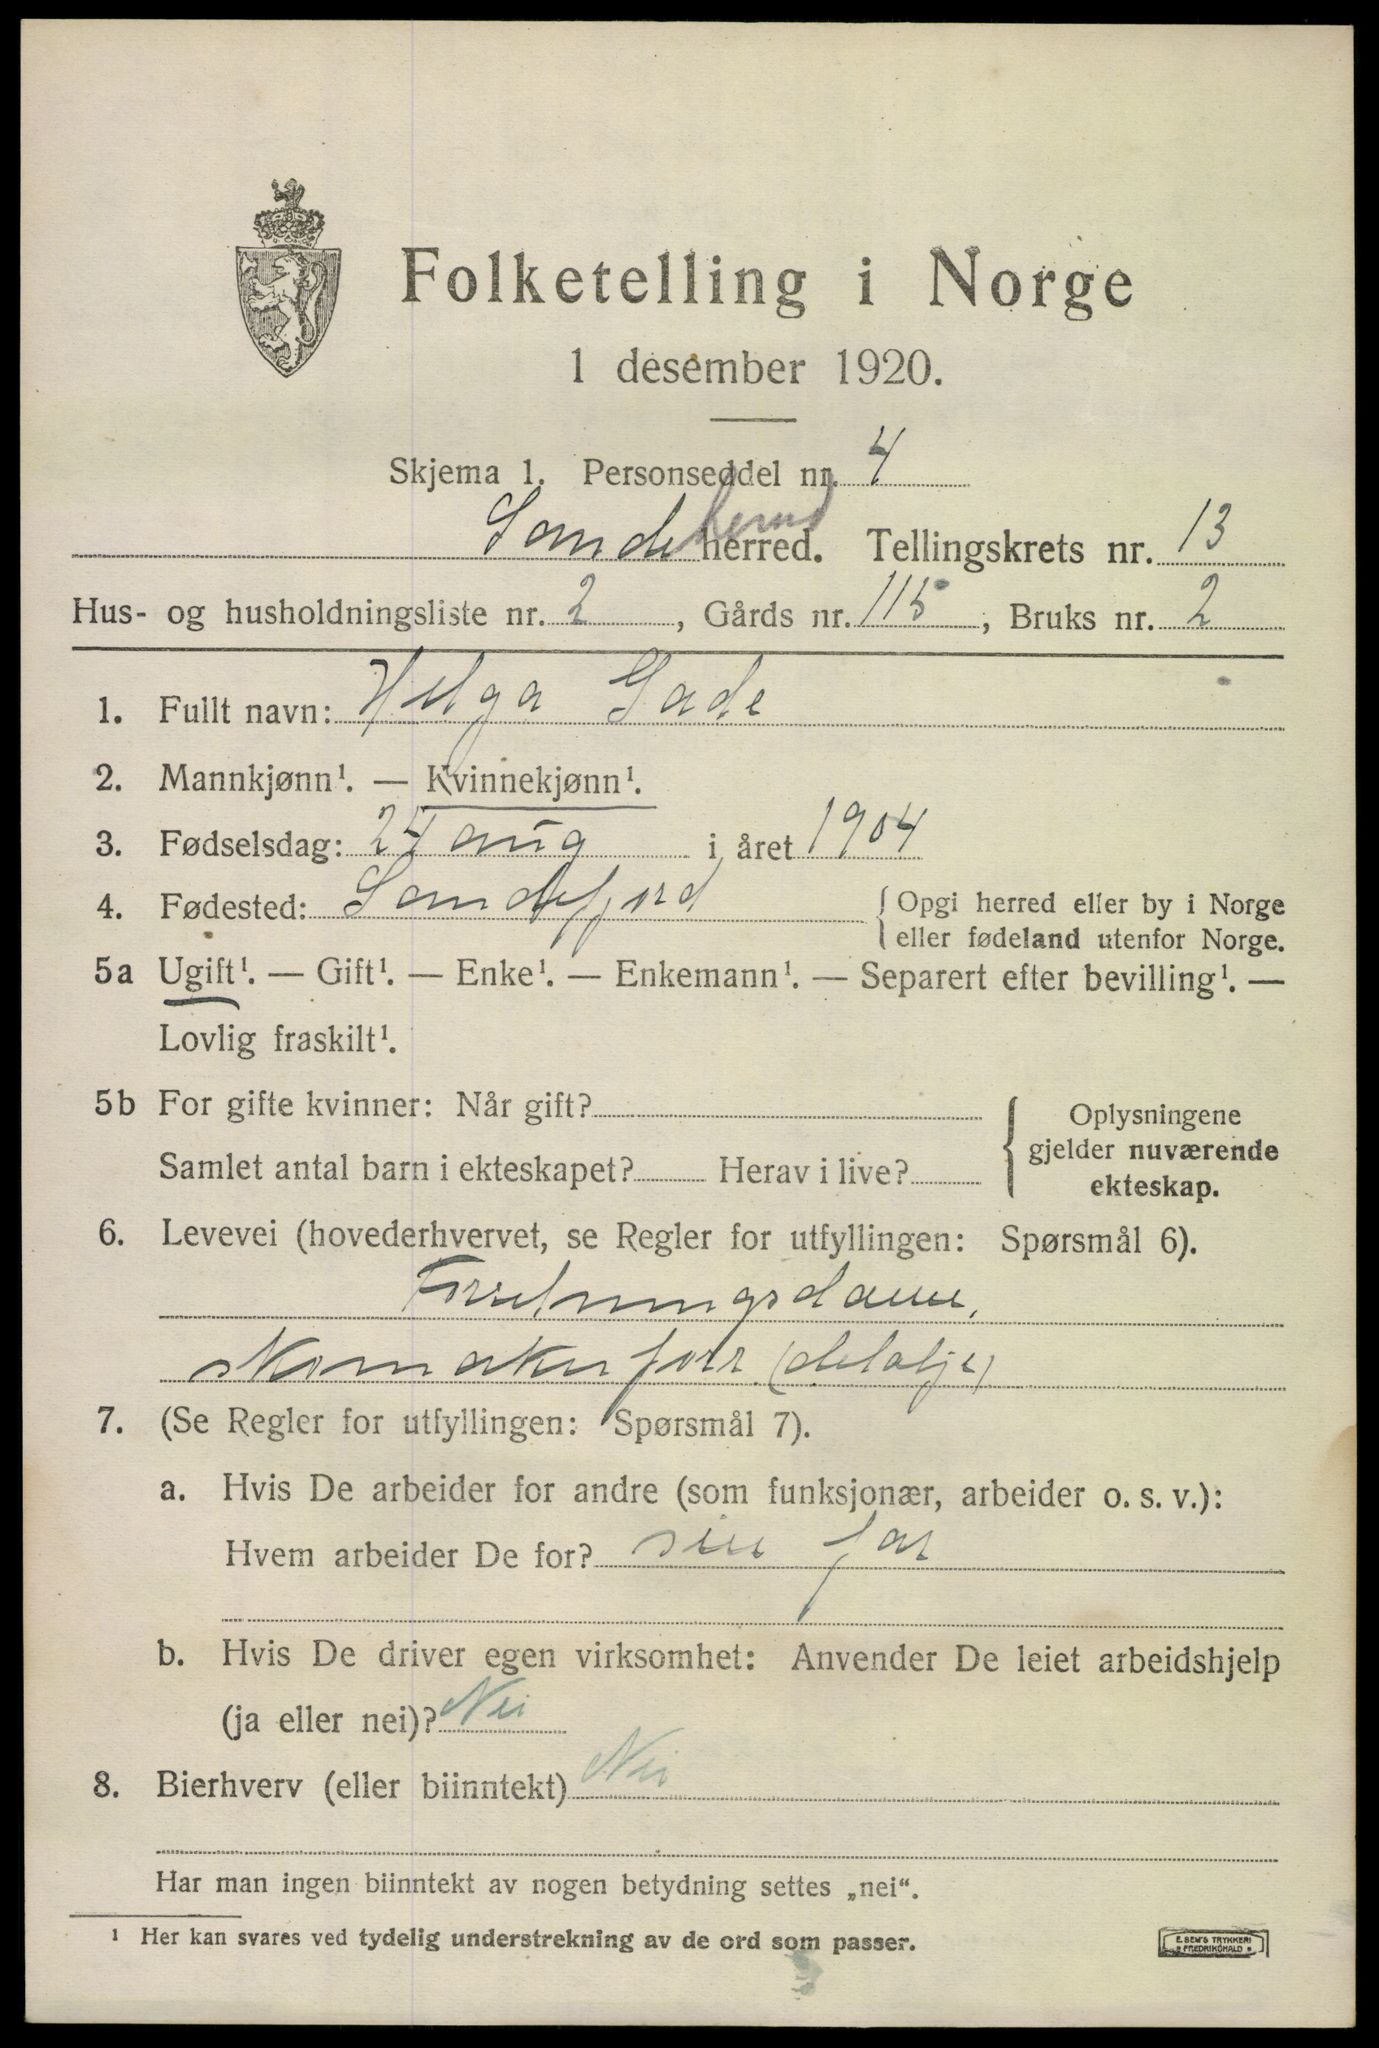 Folketelling i Norge
1 desember 1920.
Skjema 1. Personseddel nr. 4
Sandeherred herred. Tellingskrets nr. 13
Hus- og husholdningsliste nr. 2, Gårds nr. 115, Bruks nr. 2
1. Fullt navn: Helga Gade
2. Mannkjønn¹. — Kvinnekjønn¹.
3. Fødselsdag: 24 aug i året 1904
4. Fødested: Sandefjord { Opgi herred eller by i Norge
eller fødeland utenfor Norge.
5a Ugift¹. — Gift¹. — Enke¹. — Enkemann¹. — Separert efter bevilling¹. —
Lovlig fraskilt¹.
5b For gifte kvinner: Når gift? { Oplysningene
gjelder nuværende
Samlet antal barn i ekteskapet? Herav i live?
ekteskap.
6. Levevei (hovederhvervet, se Regler for utfyllingen: Spørsmål 6).
Forretningsdame,
skomakerforr. (detalje)
7. (Se Regler for utfyllingen: Spørsmål 7).
a. Hvis De arbeider for andre (som funksjonær, arbeider o. s. v.):
Hvem arbeider De for? sin far
b. Hvis De driver egen virksomhet: Anvender De leiet arbeidshjelp
(ja eller nei)? Nei
8. Bierhverv (eller biinntekt) Nei
Har man ingen biinntekt av nogen betydning settes „nei“.
¹ Her kan svares ved tydelig understrekning av de ord som passer.
E. SEM'S TRYKKERI
FREDRIKSHALD